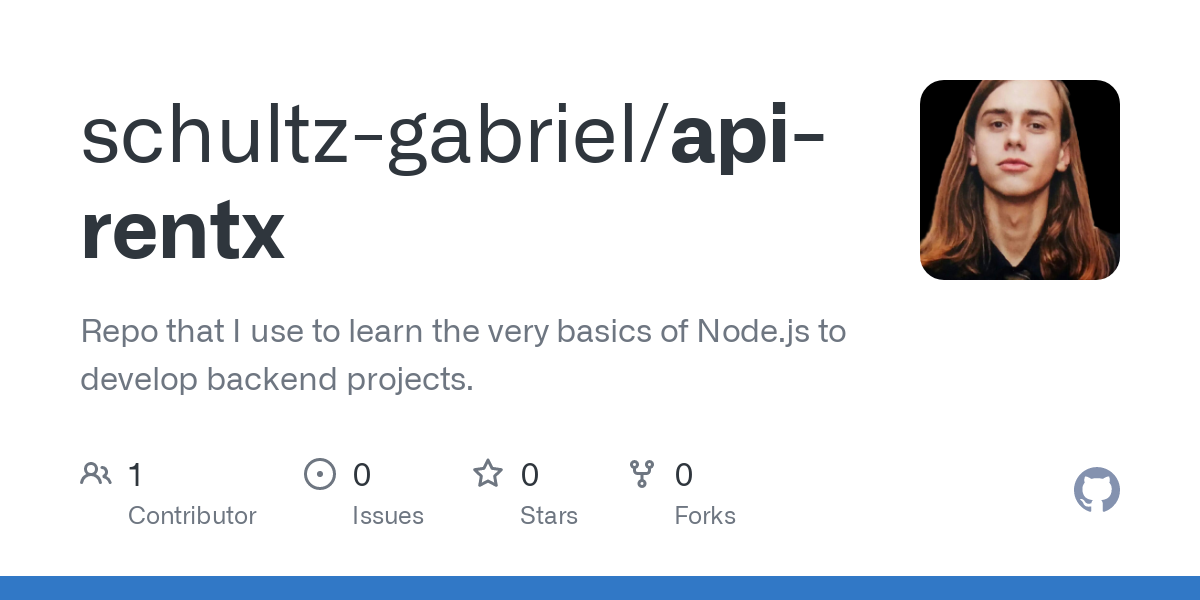 schultz-gabriel/api-
rentx
Repo that I use to learn the very basics of Node.js to
develop backend projects.
1 0 0 0
Contributor Issues Stars Forks